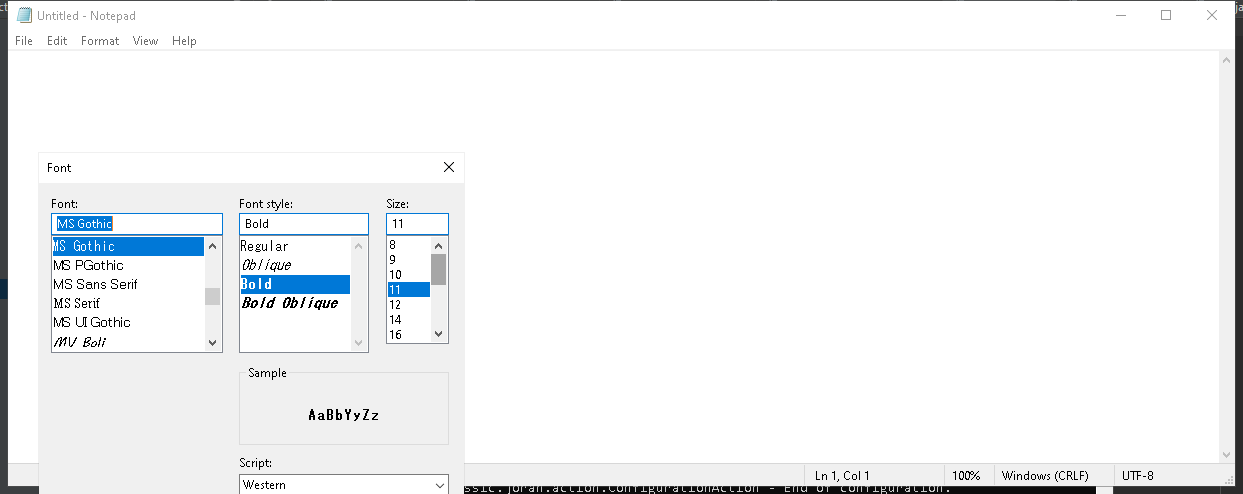 Untitled - Notepad
File Edit Format View Help
Font
Font: Font style: Size:
MS Gothic Bold 11
MS Gothic Regular 8
MS PGothic Oblique 9
MS Sans Serif Bold 10
MS Serif Bold Oblique 11
MS UI Gothic 12
MV Boli 14
16
Sample
AaBbYyZz
Script:
Western
Ln 1, Col 1 100% Windows (CRLF) UTF-8
ssic.joran.action.ConfigurationAction - End of configuration.